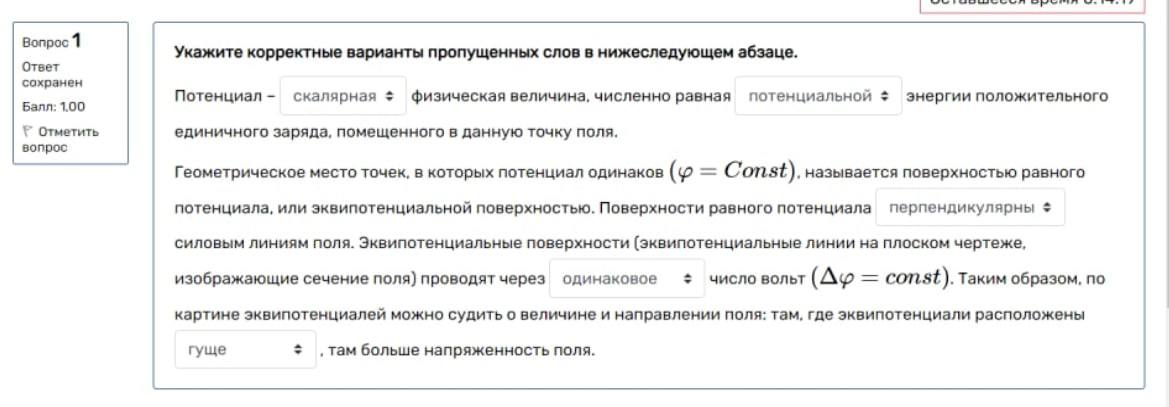 Оставшееся время 0:14:19
Вопрос 1
Ответ
сохранен
Балл: 1,00
Отметить
вопрос
Укажите корректные варианты пропущенных слов в нижеследующем абзаце.
Потенциал – скалярная физическая величина, численно равная потенциальной энергии положительного
единичного заряда, помещенного в данную точку поля.
Геометрическое место точек, в которых потенциал одинаков (φ = Const), называется поверхностью равного
потенциала, или эквипотенциальной поверхностью. Поверхности равного потенциала перпендикулярны
силовым линиям поля. Эквипотенциальные поверхности (эквипотенциальные линии на плоском чертеже,
изображающие сечение поля) проводят через одинаковое число вольт (Δφ = const). Таким образом, по
картине эквипотенциалей можно судить о величине и направлении поля: там, где эквипотенциали расположены
гуще , там больше напряженность поля.